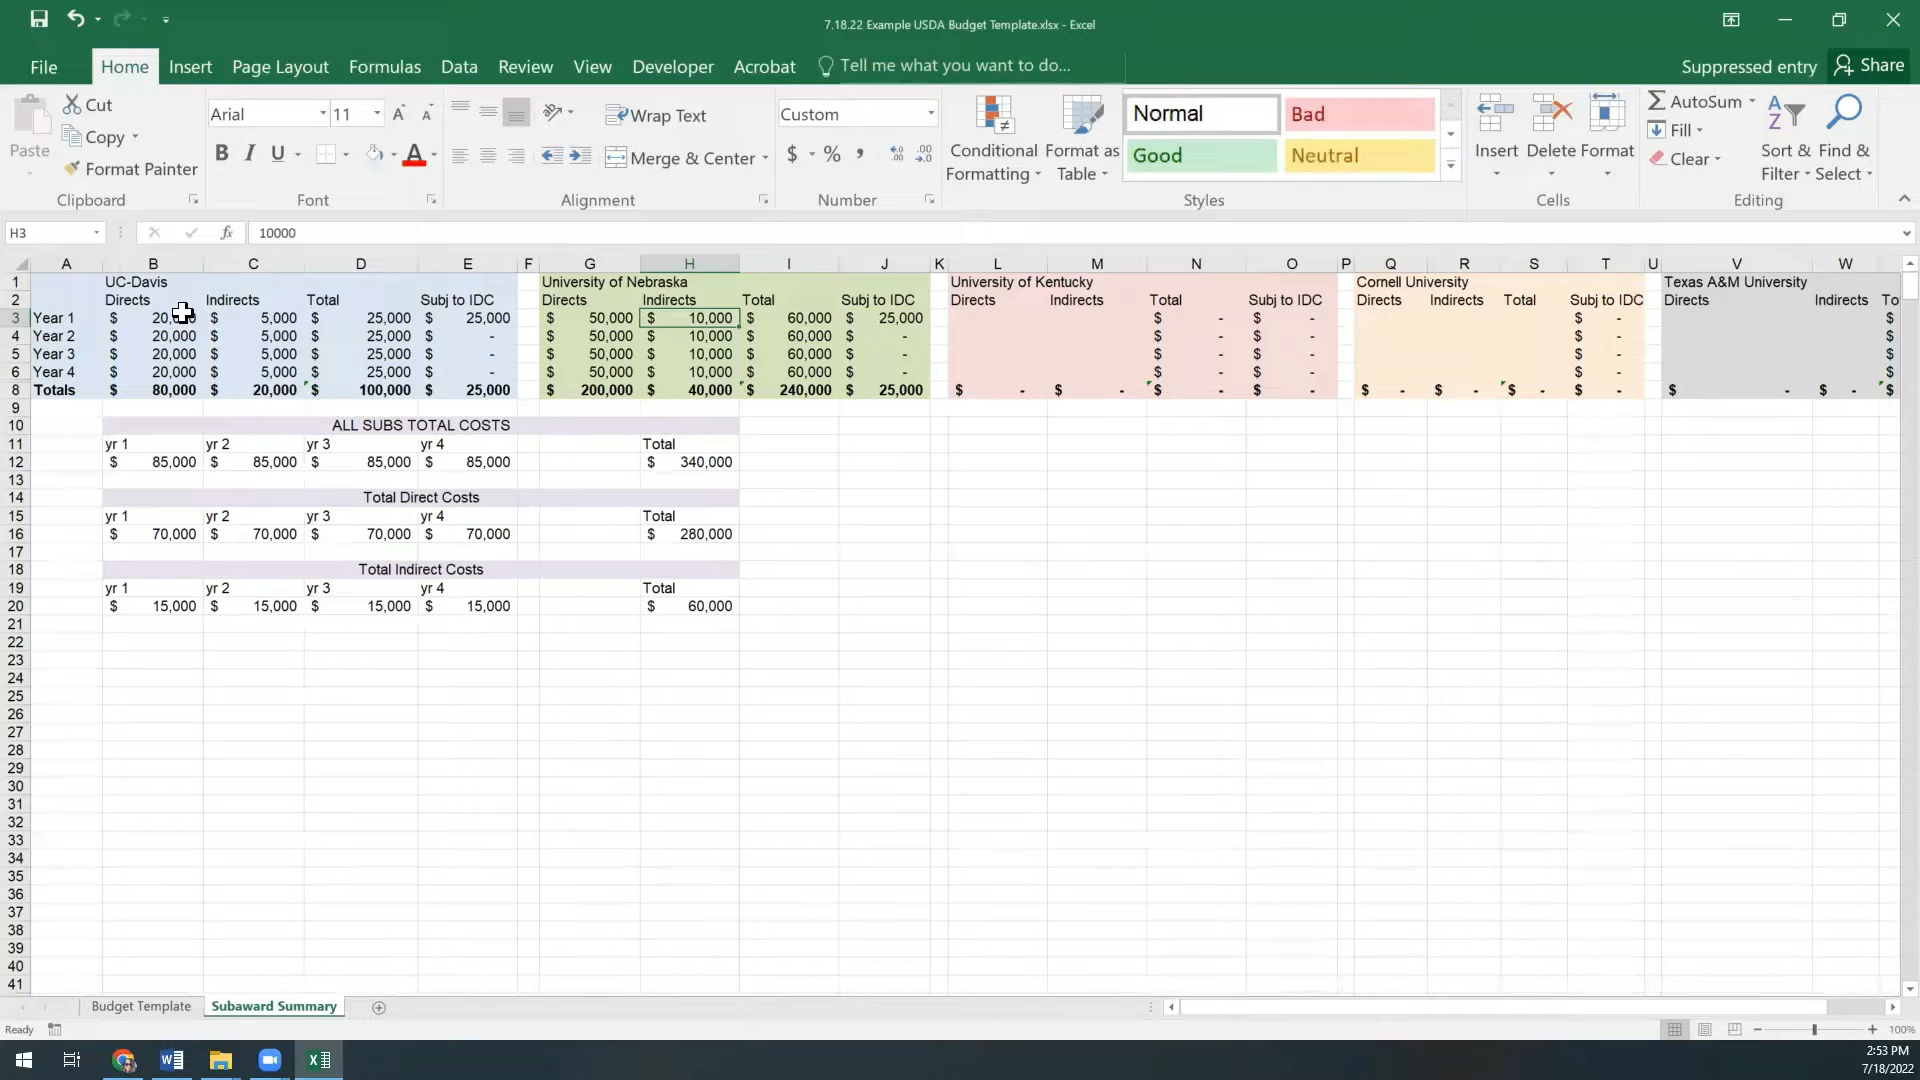 7.18.22 Example USDA Budget Template.xlsx - Excel
File Home Insert Page Layout Formulas Data Review View Developer Acrobat Tell me what you want to do... Suppressed entry Share
Paste Cut Copy Format Painter Clipboard
Arial 11 B I U A Font
Wrap Text Merge & Center Alignment
Custom $ % , Number
Conditional Formatting Format as Table Normal Bad Good Neutral Styles
Insert Delete Format Cells
AutoSum Fill Clear Sort & Filter Find & Select Editing
H3 fx 10000
A B C D E F G H I J K L M N O P Q R S T U V W
1 UC-Davis University of Nebraska University of Kentucky Cornell University Texas A&M University
2 Directs Indirects Total Subj to IDC Directs Indirects Total Subj to IDC Directs Indirects Total Subj to IDC Directs Indirects Total Subj to IDC Directs Indirects To
3 Year 1 $ $ 5,000 $ 25,000 $ 25,000 $ 50,000 $ 10,000 $ 60,000 $ 25,000 $ - $ - $ - $
4 Year 2 $ 20,000 $ 5,000 $ 25,000 $ - $ 50,000 $ 10,000 $ 60,000 $ - $ - $ - $ - $
5 Year 3 $ 20,000 $ 5,000 $ 25,000 $ - $ 50,000 $ 10,000 $ 60,000 $ - $ - $ - $ - $
6 Year 4 $ 20,000 $ 5,000 $ 25,000 $ - $ 50,000 $ 10,000 $ 60,000 $ - $ - $ - $ - $
8 Totals $ 80,000 $ 20,000 $ 100,000 $ 25,000 $ 200,000 $ 40,000 $ 240,000 $ 25,000 $ - $ - $ - $ - $ - $ - $ - $ - $ - $ - $
9
10 ALL SUBS TOTAL COSTS
11 yr 1 yr 2 yr 3 yr 4 Total
12 $ 85,000 $ 85,000 $ 85,000 $ 85,000 $ 340,000
13
14 Total Direct Costs
15 yr 1 yr 2 yr 3 yr 4 Total
16 $ 70,000 $ 70,000 $ 70,000 $ 70,000 $ 280,000
17
18 Total Indirect Costs
19 yr 1 yr 2 yr 3 yr 4 Total
20 $ 15,000 $ 15,000 $ 15,000 $ 15,000 $ 60,000
21
22
23
24
25
26
27
28
29
30
31
32
33
34
35
36
37
38
39
40
41
Budget Template Subaward Summary
Ready 100%
2:53 PM
7/18/2022